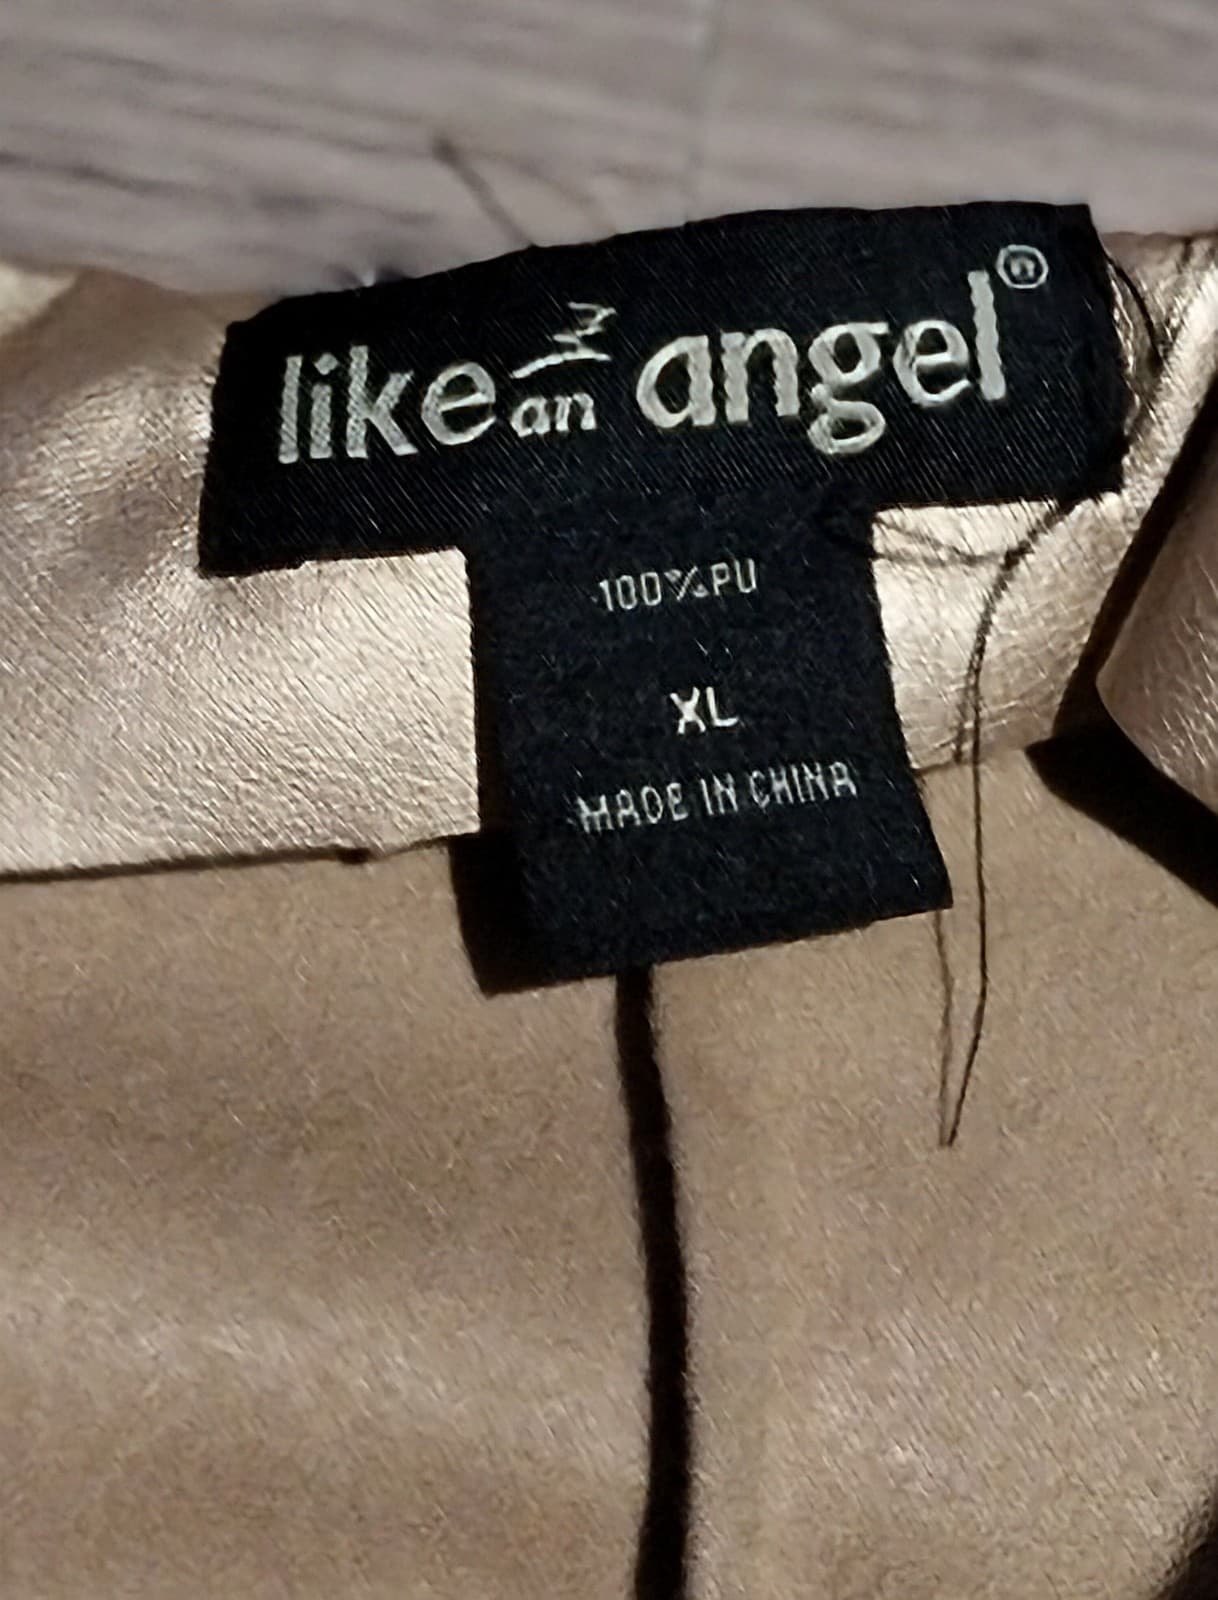 like an angel®
100%PU
XL
MADE IN CHINA